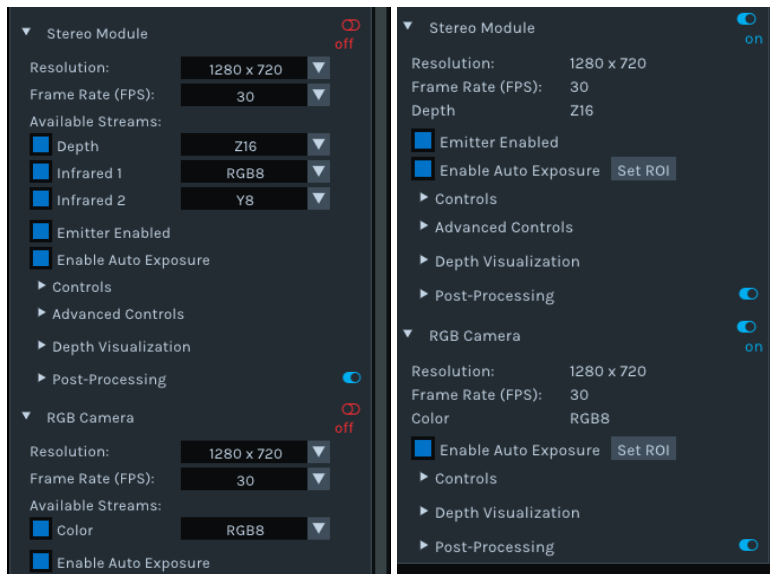 Stereo Module
off
Resolution: 1280 x 720
Frame Rate (FPS): 30
Available Streams:
Depth Z16
Infrared 1 RGB8
Infrared 2 Y8
Emitter Enabled
Enable Auto Exposure
Controls
Advanced Controls
Depth Visualization
Post-Processing
RGB Camera
off
Resolution: 1280 x 720
Frame Rate (FPS): 30
Available Streams:
Color RGB8
Enable Auto Exposure
Stereo Module
on
Resolution: 1280 x 720
Frame Rate (FPS): 30
Depth Z16
Emitter Enabled
Enable Auto Exposure Set ROI
Controls
Advanced Controls
Depth Visualization
Post-Processing
RGB Camera
on
Resolution: 1280 x 720
Frame Rate (FPS): 30
Color RGB8
Enable Auto Exposure Set ROI
Controls
Depth Visualization
Post-Processing